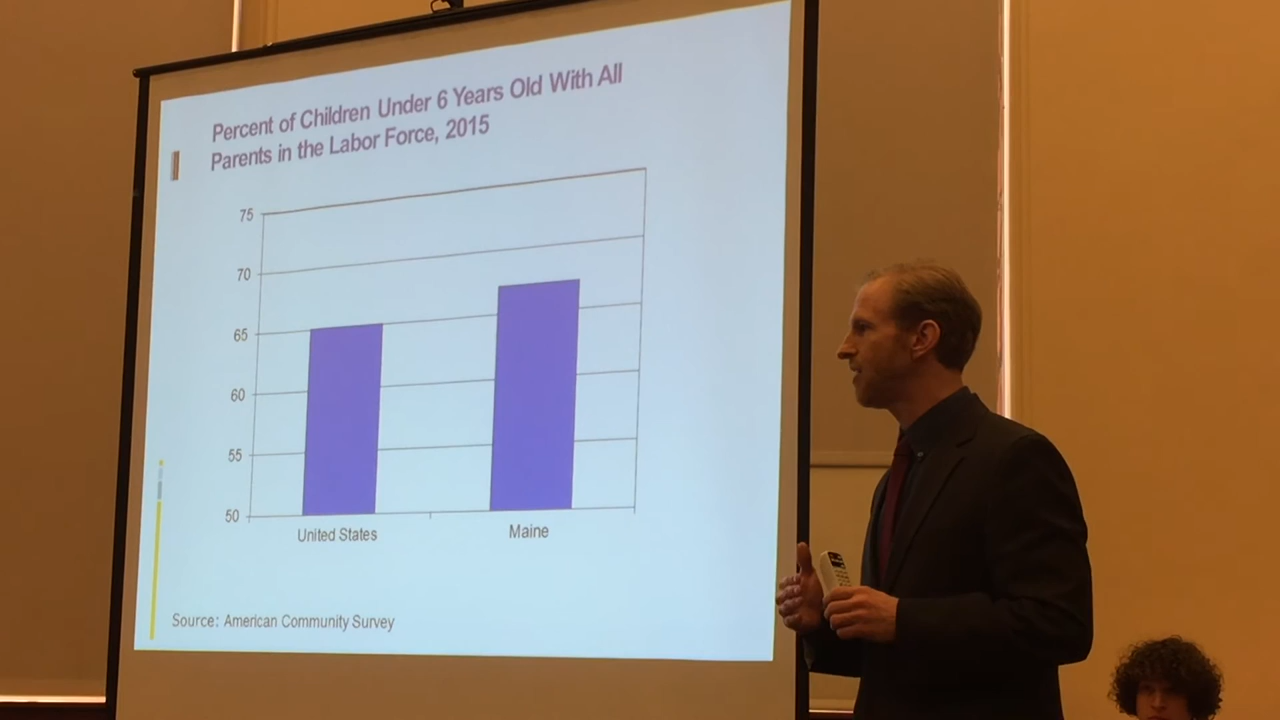 Percent of Children Under 6 Years Old With All
Parents in the Labor Force, 2015
75
70
65
60
55
50
United States
Maine
Source: American Community Survey